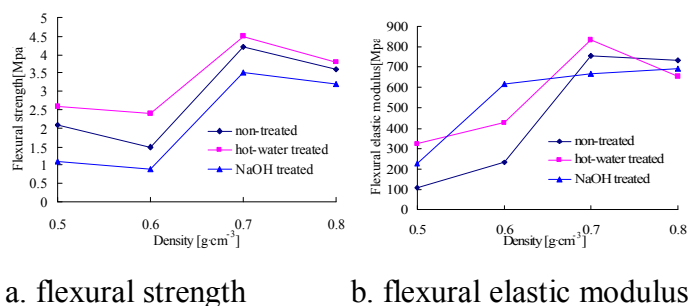 Flexural strength[Mpa
5
4.5
4
3.5
3
2.5
2
1.5
1
0.5
0
0.5 0.6 0.7 0.8
Density [g·cm-3]
non-treated
hot-water treated
NaOH treated
Flexural elastic modulus[Mpa
900
800
700
600
500
400
300
200
100
0
0.5 0.6 0.7 0.8
Density [g·cm-3]
non-treated
hot-water treated
NaOH treated
a. flexural strength
b. flexural elastic modulus